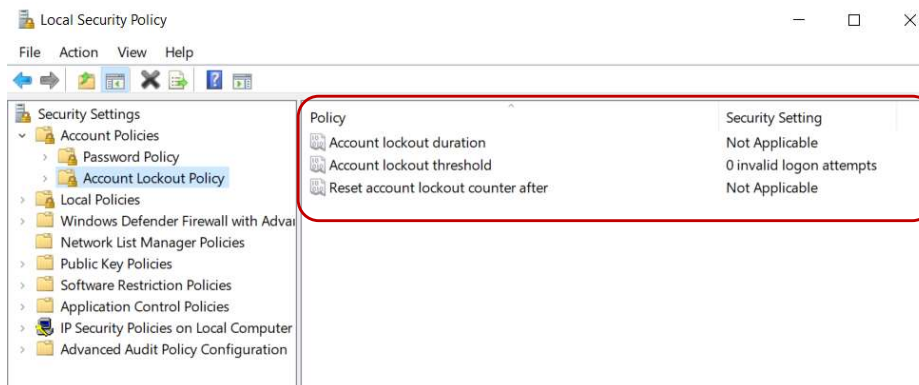 Local Security Policy
File Action View Help
Security Settings
Account Policies
Password Policy
Account Lockout Policy
Local Policies
Windows Defender Firewall with Advan
Network List Manager Policies
Public Key Policies
Software Restriction Policies
Application Control Policies
IP Security Policies on Local Computer
Advanced Audit Policy Configuration
Policy Security Setting
Account lockout duration Not Applicable
Account lockout threshold 0 invalid logon attempts
Reset account lockout counter after Not Applicable